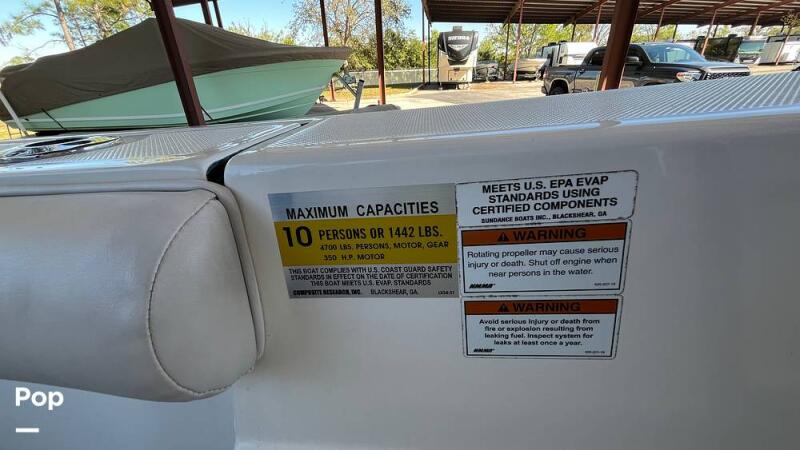 MAXIMUM CAPACITIES
10 PERSONS OR 1442 LBS.
4700 LBS. PERSONS, MOTOR, GEAR
350 H.P. MOTOR
THIS BOAT COMPLIES WITH U.S. COAST GUARD SAFETY
STANDARDS IN EFFECT ON THE DATE OF CERTIFICATION
THIS BOAT MEETS U.S. EVAP. STANDARDS
COMPOSITE RESEARCH, INC. BLACKSHEAR, GA.
MEETS U.S. EPA EVAP
STANDARDS USING
CERTIFIED COMPONENTS
SUNDANCE BOATS INC., BLACKSHEAR, GA
WARNING
Rotating propeller may cause serious
injury or death. Shut off engine when
near persons in the water.
NMMA
WARNING
Avoid serious injury or death from
fire or explosion resulting from
leaking fuel. Inspect system for
leaks at least once a year.
NMMA
Pop